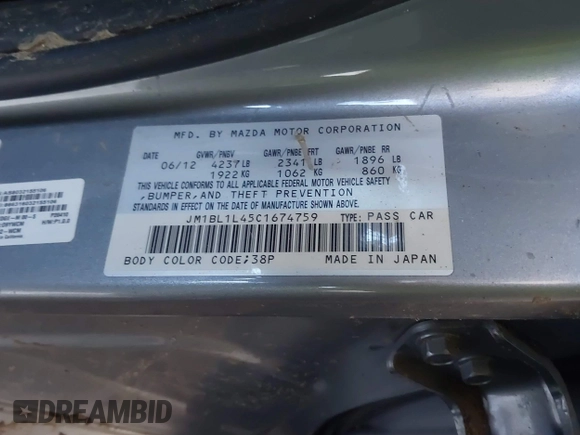 MFD. BY MAZDA MOTOR CORPORATION
DATE GVWR/PNBV GAWR/PNBE FRT GAWR/PNBE RR
06/12 4237 LB 2341 LB 1896 LB
1922 KG 1062 KG 860 KG
THIS VEHICLE CONFORMS TO ALL APPLICABLE FEDERAL MOTOR VEHICLE SAFETY,
BUMPER, AND THEFT PREVENTION
STANDARDS IN EFFECT ON THE DATE OF MANUFACTURE SHOWN ABOVE.
JM1BL1L45C1674759 TYPE: PASS CAR
BODY COLOR CODE;38P MADE IN JAPAN
DREAMBID